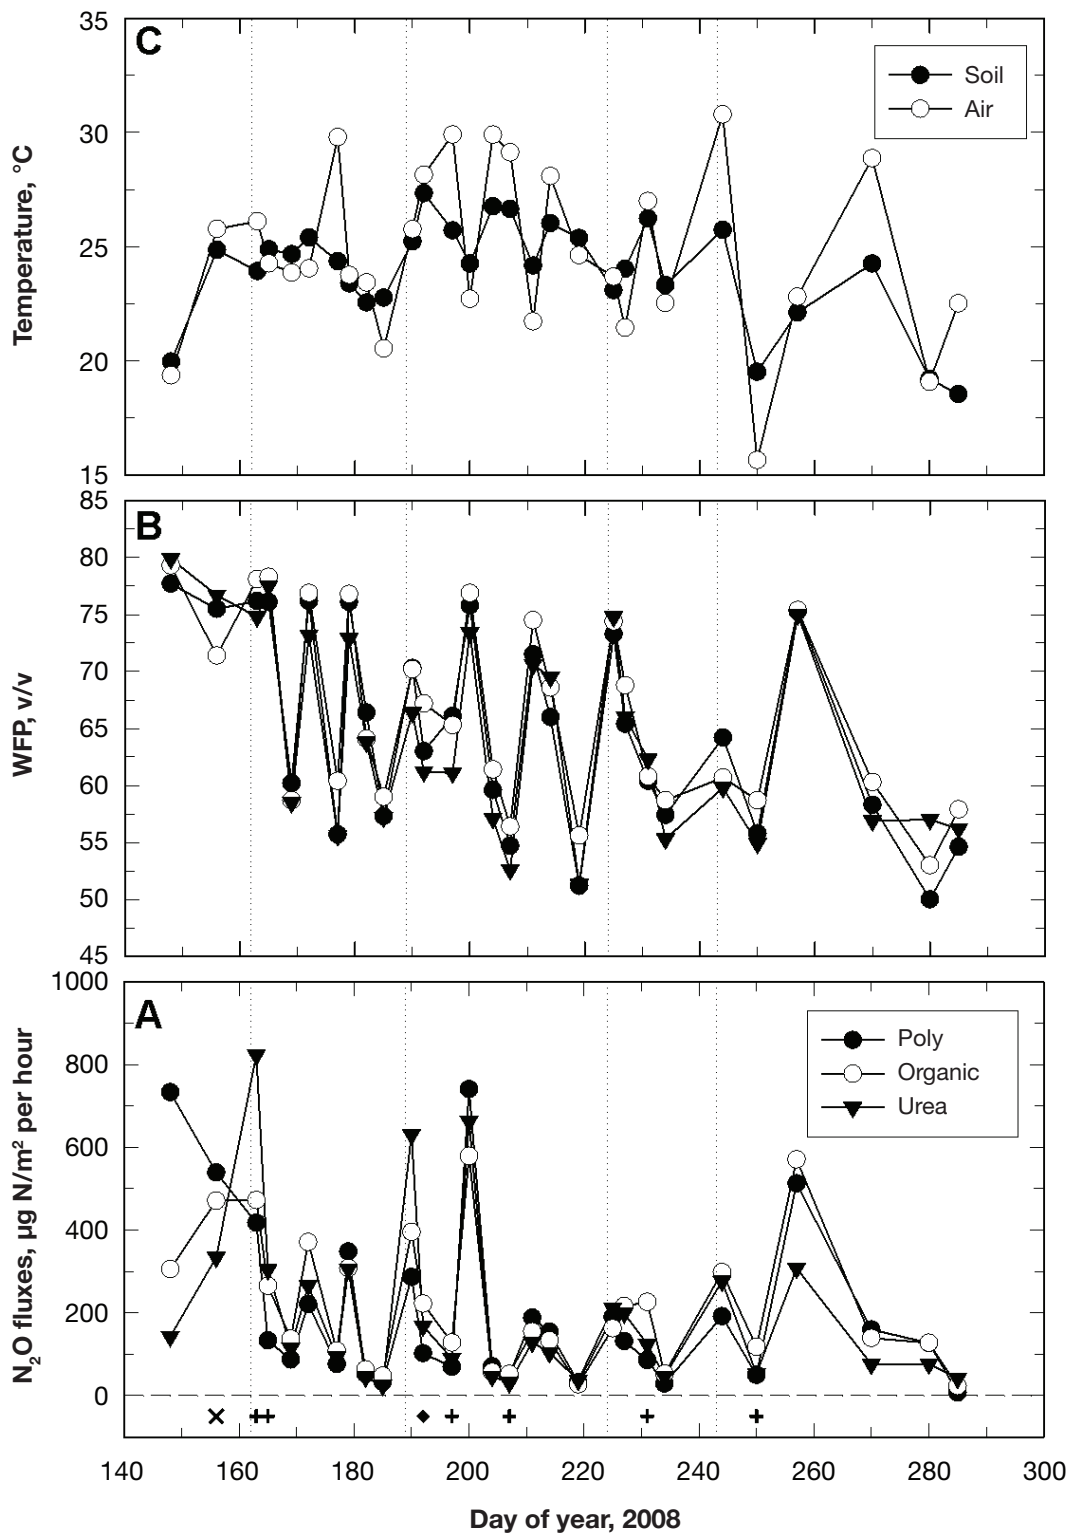 35
C
Soil
Air
30
25
20
15
Temperature, °C
85
B
80
75
70
65
60
55
50
45
WFP, v/v
1000
A
Poly
Organic
Urea
800
600
400
200
0
N₂O fluxes, µg N/m² per hour
140 160 180 200 220 240 260 280 300
Day of year, 2008